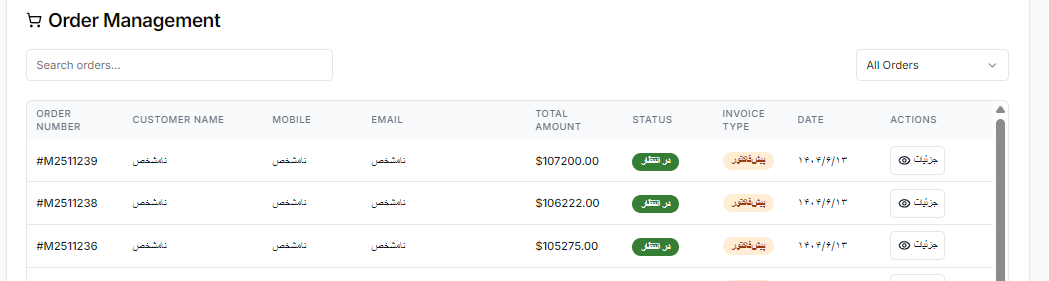 Order Management
Search orders...
All Orders
ORDER NUMBER CUSTOMER NAME MOBILE EMAIL TOTAL AMOUNT STATUS INVOICE TYPE DATE ACTIONS
#M2511239 نامشخص نامشخص نامشخص $107200.00 در انتظار پیش‌فاکتور ۱۴۰۴/۶/۱۳ جزئیات
#M2511238 نامشخص نامشخص نامشخص $106222.00 در انتظار پیش‌فاکتور ۱۴۰۴/۶/۱۳ جزئیات
#M2511236 نامشخص نامشخص نامشخص $105275.00 در انتظار پیش‌فاکتور ۱۴۰۴/۶/۱۳ جزئیات